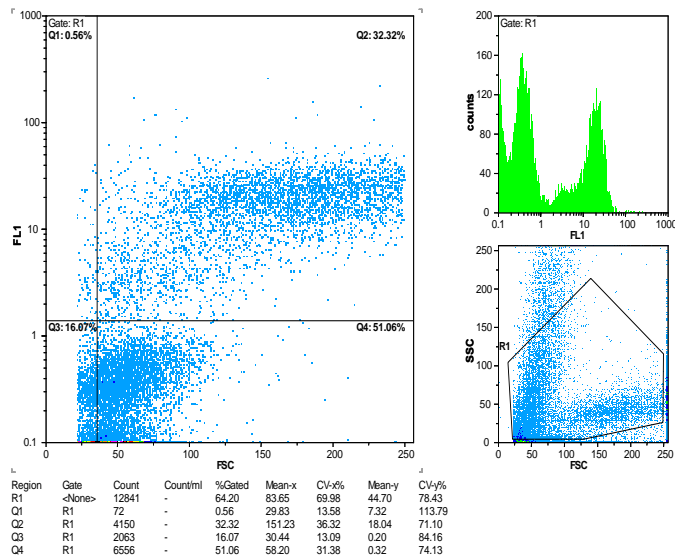 Gate: R1
Q1: 0.56%
Q2: 32.32%
Q3: 16.07%
Q4: 51.06%
1000
100
10
1
0.1
FL1
0
50
100
150
200
250
FSC
Gate: R1
200
160
120
80
40
0
counts
0.1
1
10
100
1000
FL1
250
200
150
100
50
0
SSC
R1
0
50
100
150
200
250
FSC
Region Gate Count Count/ml %Gated Mean-x CV-x% Mean-y CV-y%
R1 <None> 12841 - 64.20 83.65 69.98 44.70 78.43
Q1 R1 72 - 0.56 29.83 13.58 7.32 113.79
Q2 R1 4150 - 32.32 151.23 36.32 18.04 71.10
Q3 R1 2063 - 16.07 30.44 13.09 0.20 84.16
Q4 R1 6556 - 51.06 58.20 31.38 0.32 74.13